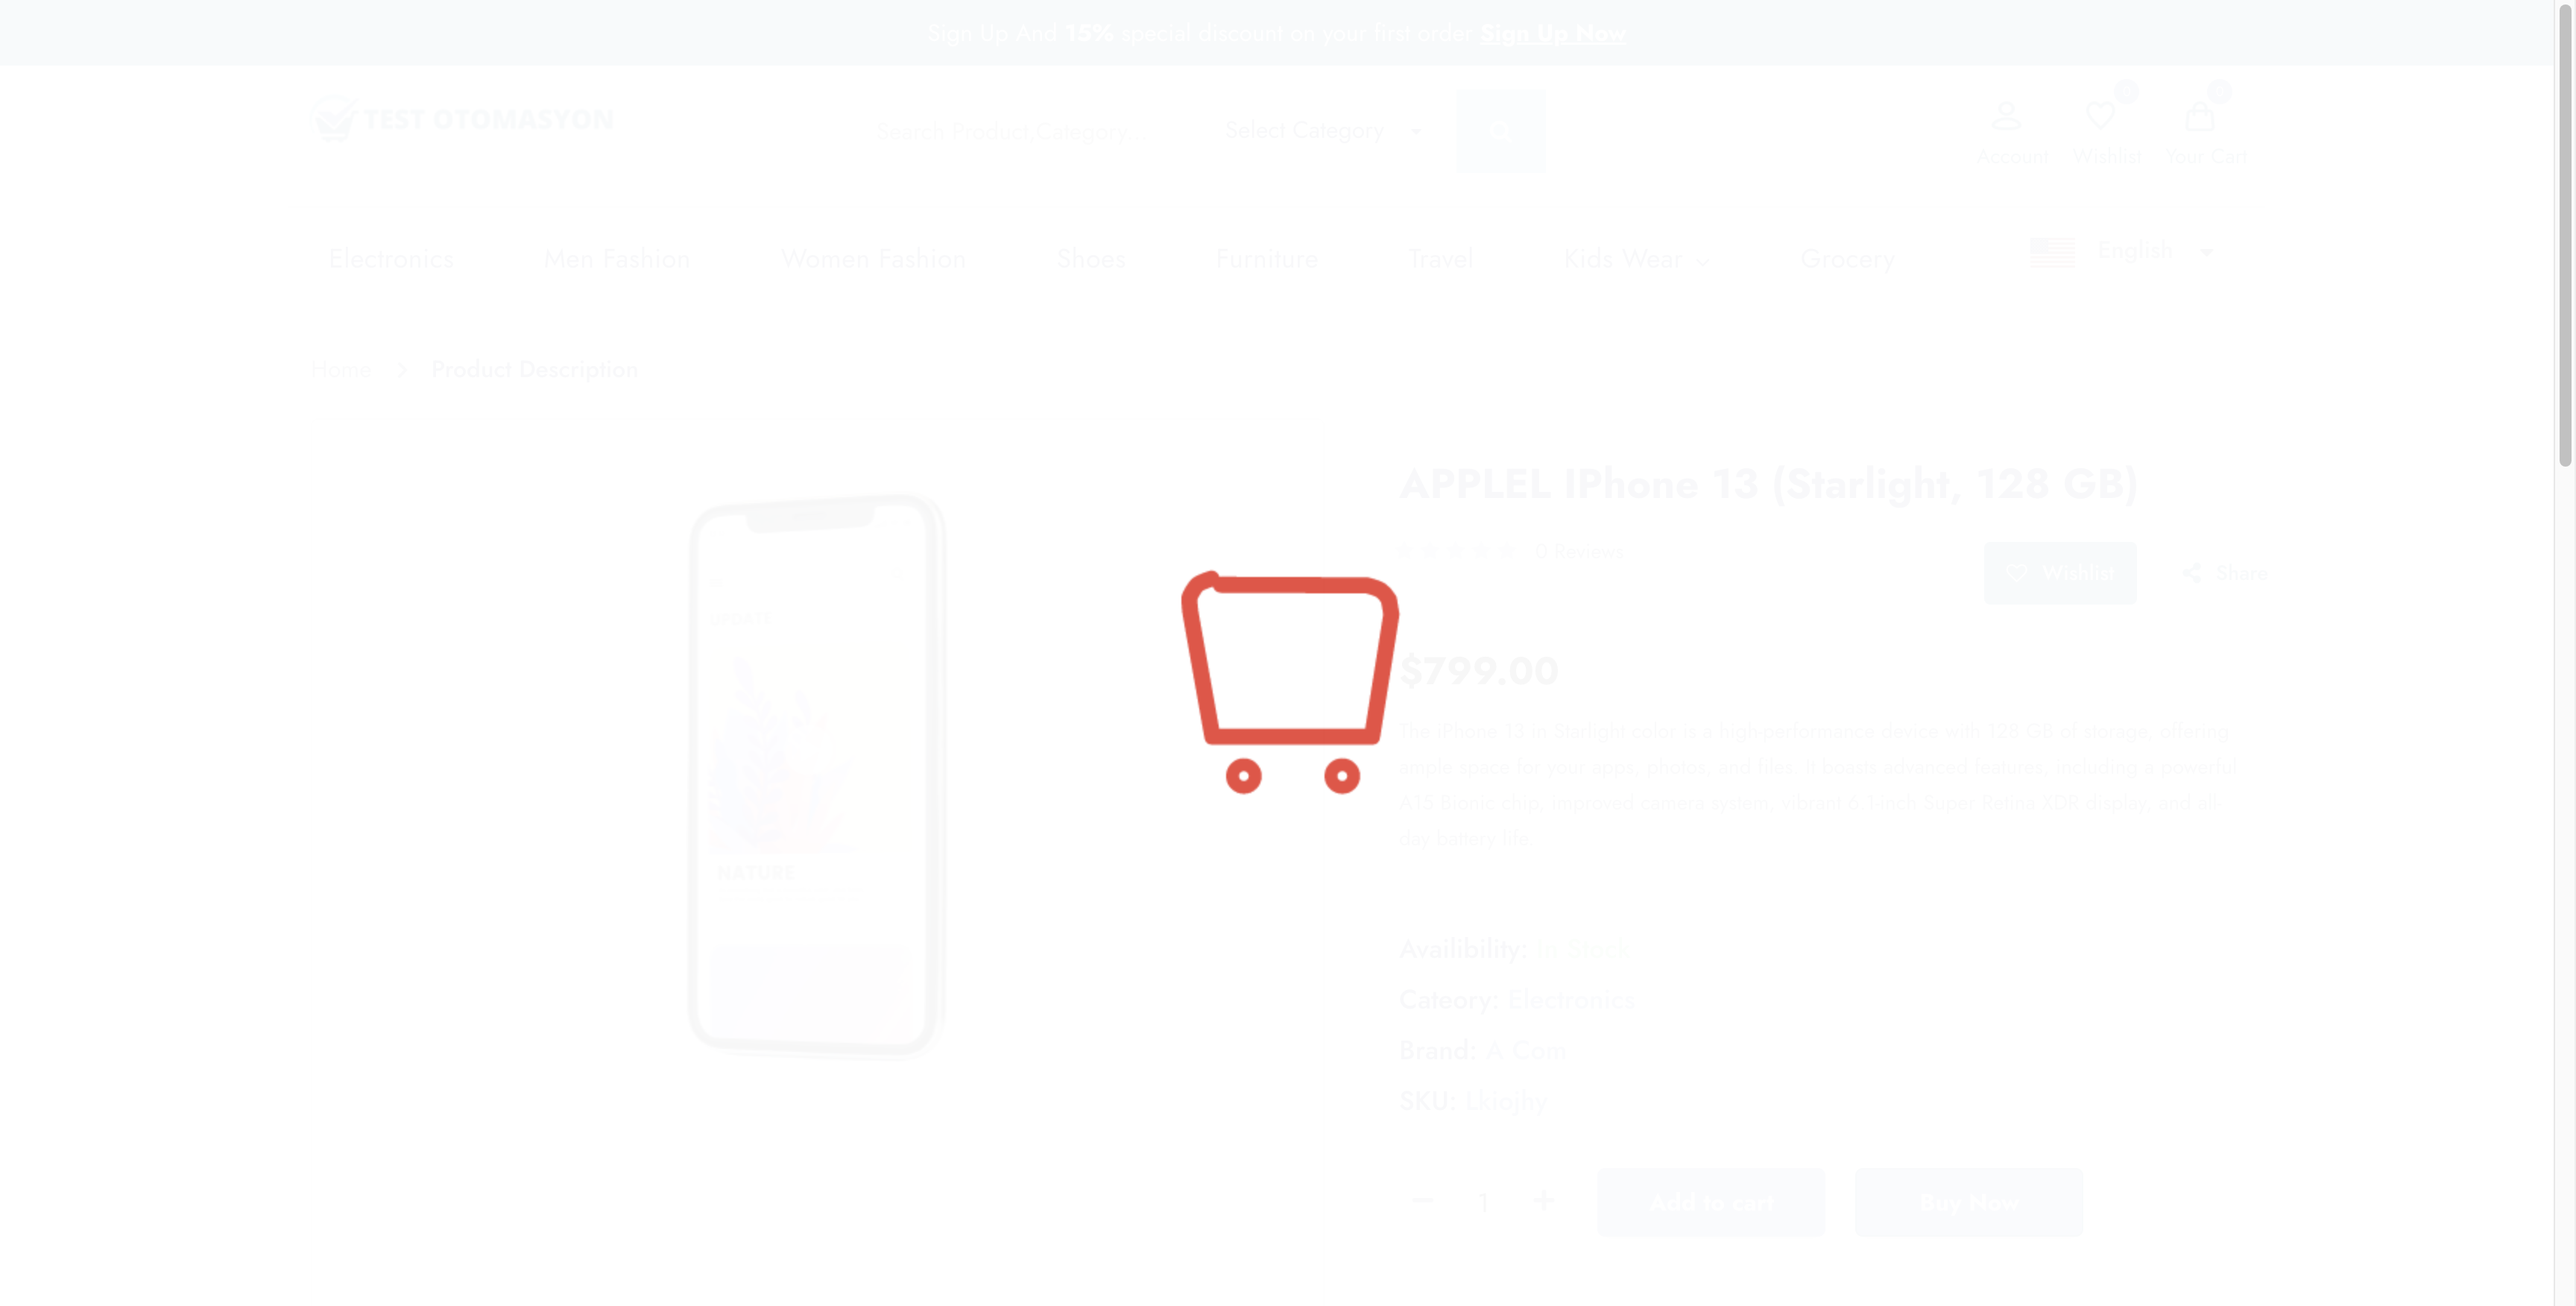 Sign Up And 15% special discount on your first order Sign Up Now
TEST OTOMASYON
Search Product,Category
Select Category
Account
Wishlist
Your Cart
Electronics
Men Fashion
Women Fashion
Shoes
Furniture
Travel
Kids Wear
Grocery
English
Home > Product Description
APPLEL IPhone 13 (Starlight, 128 GB)
0 Reviews
Wishlist
Share
$799.00
The iPhone 13 in Starlight color is a high-performance device with 128 GB of storage, offering
ample space for your apps, photos, and files. It boasts advanced features, including a powerful
A15 Bionic chip, improved camera system, vibrant 6.1-inch Super Retina XDR display, and all-
day battery life.
UPDATE
NATURE
Availibility: In Stock
Cateory: Electronics
Brand: A Com
SKU: Lkiojhy
1
Add to cart
Buy Now